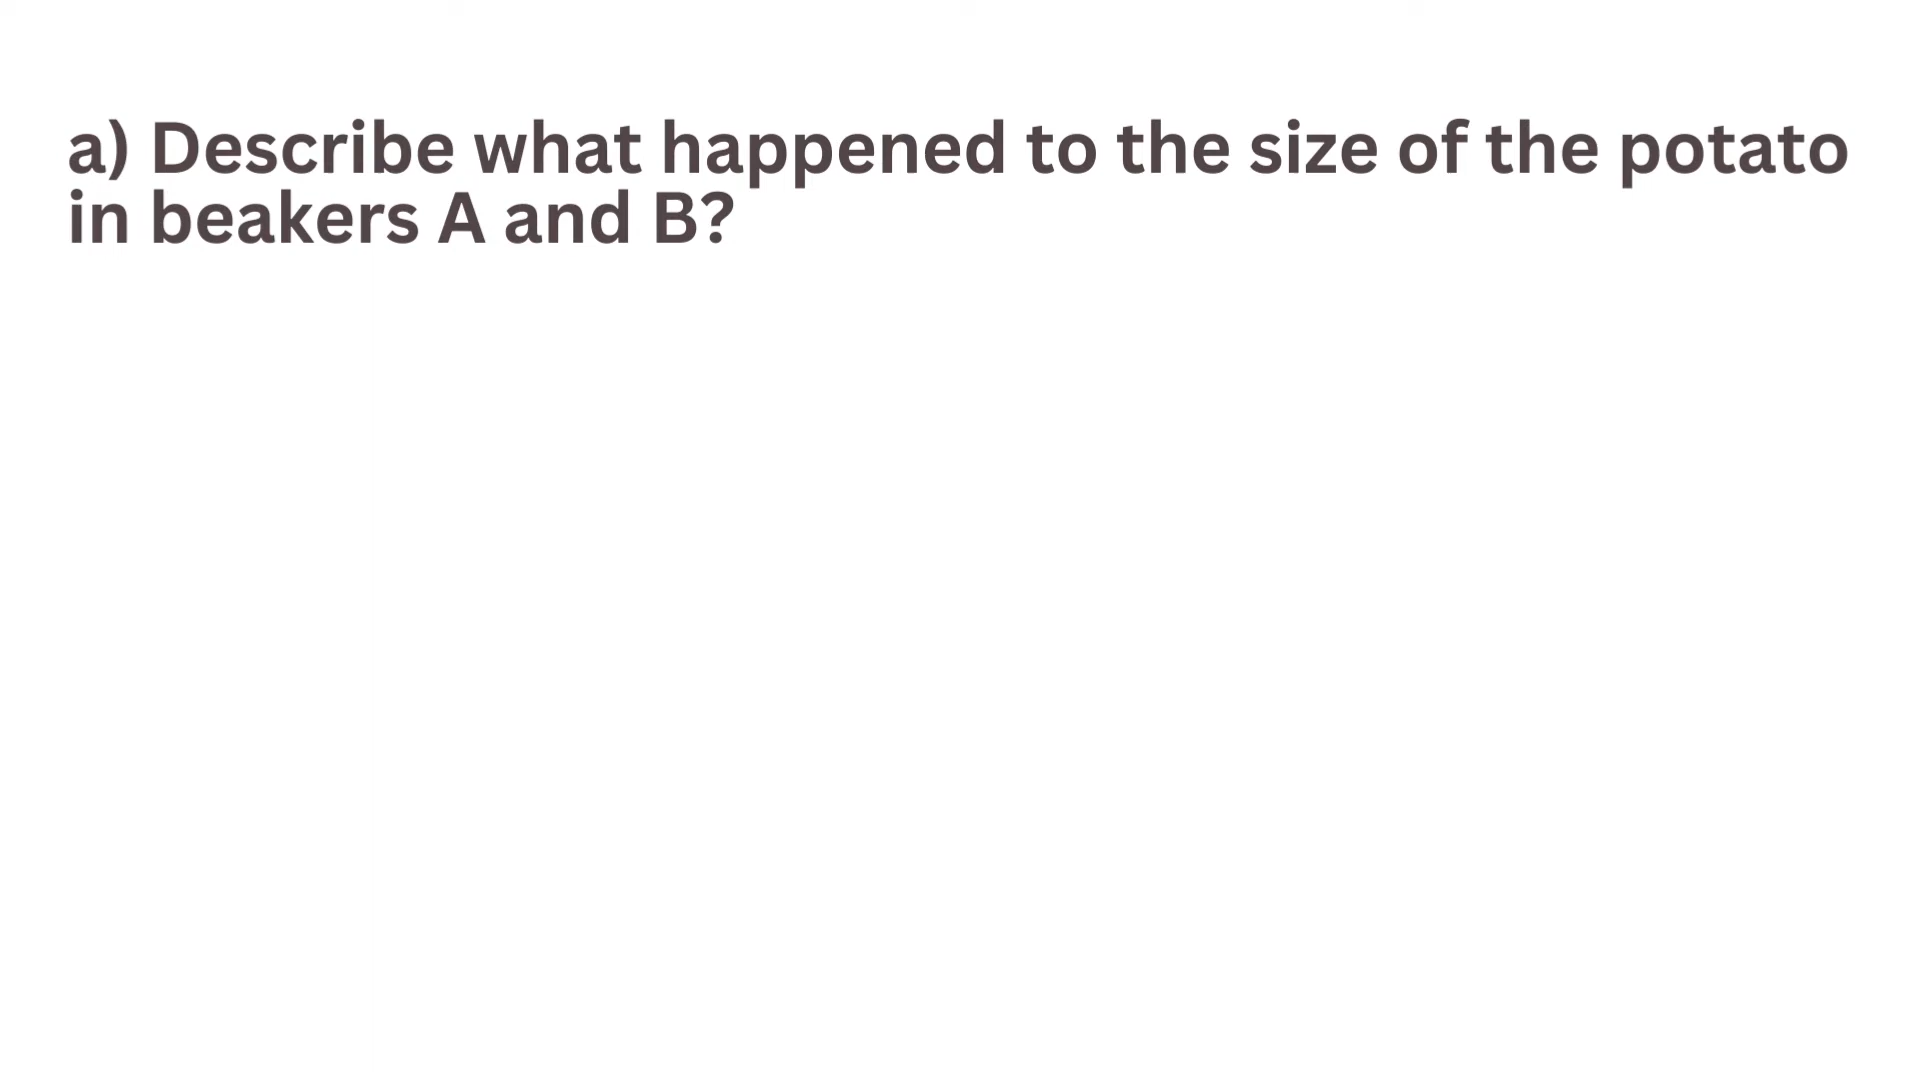 a) Describe what happened to the size of the potato
in beakers A and B?